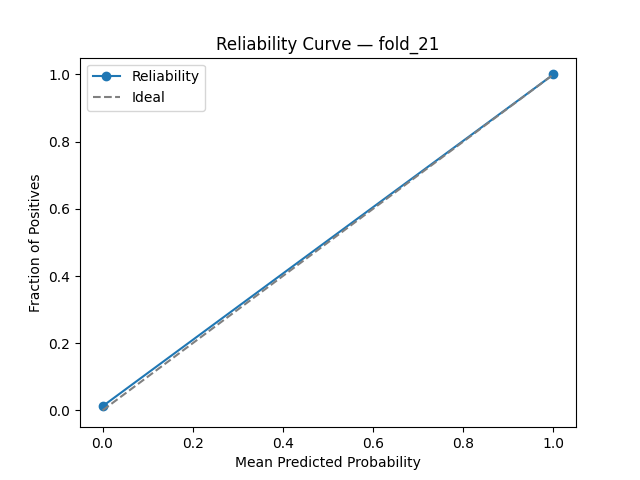 Reliability Curve — fold_21
Reliability
Ideal
1.0
0.8
0.6
0.4
0.2
0.0
Fraction of Positives
0.0 0.2 0.4 0.6 0.8 1.0
Mean Predicted Probability